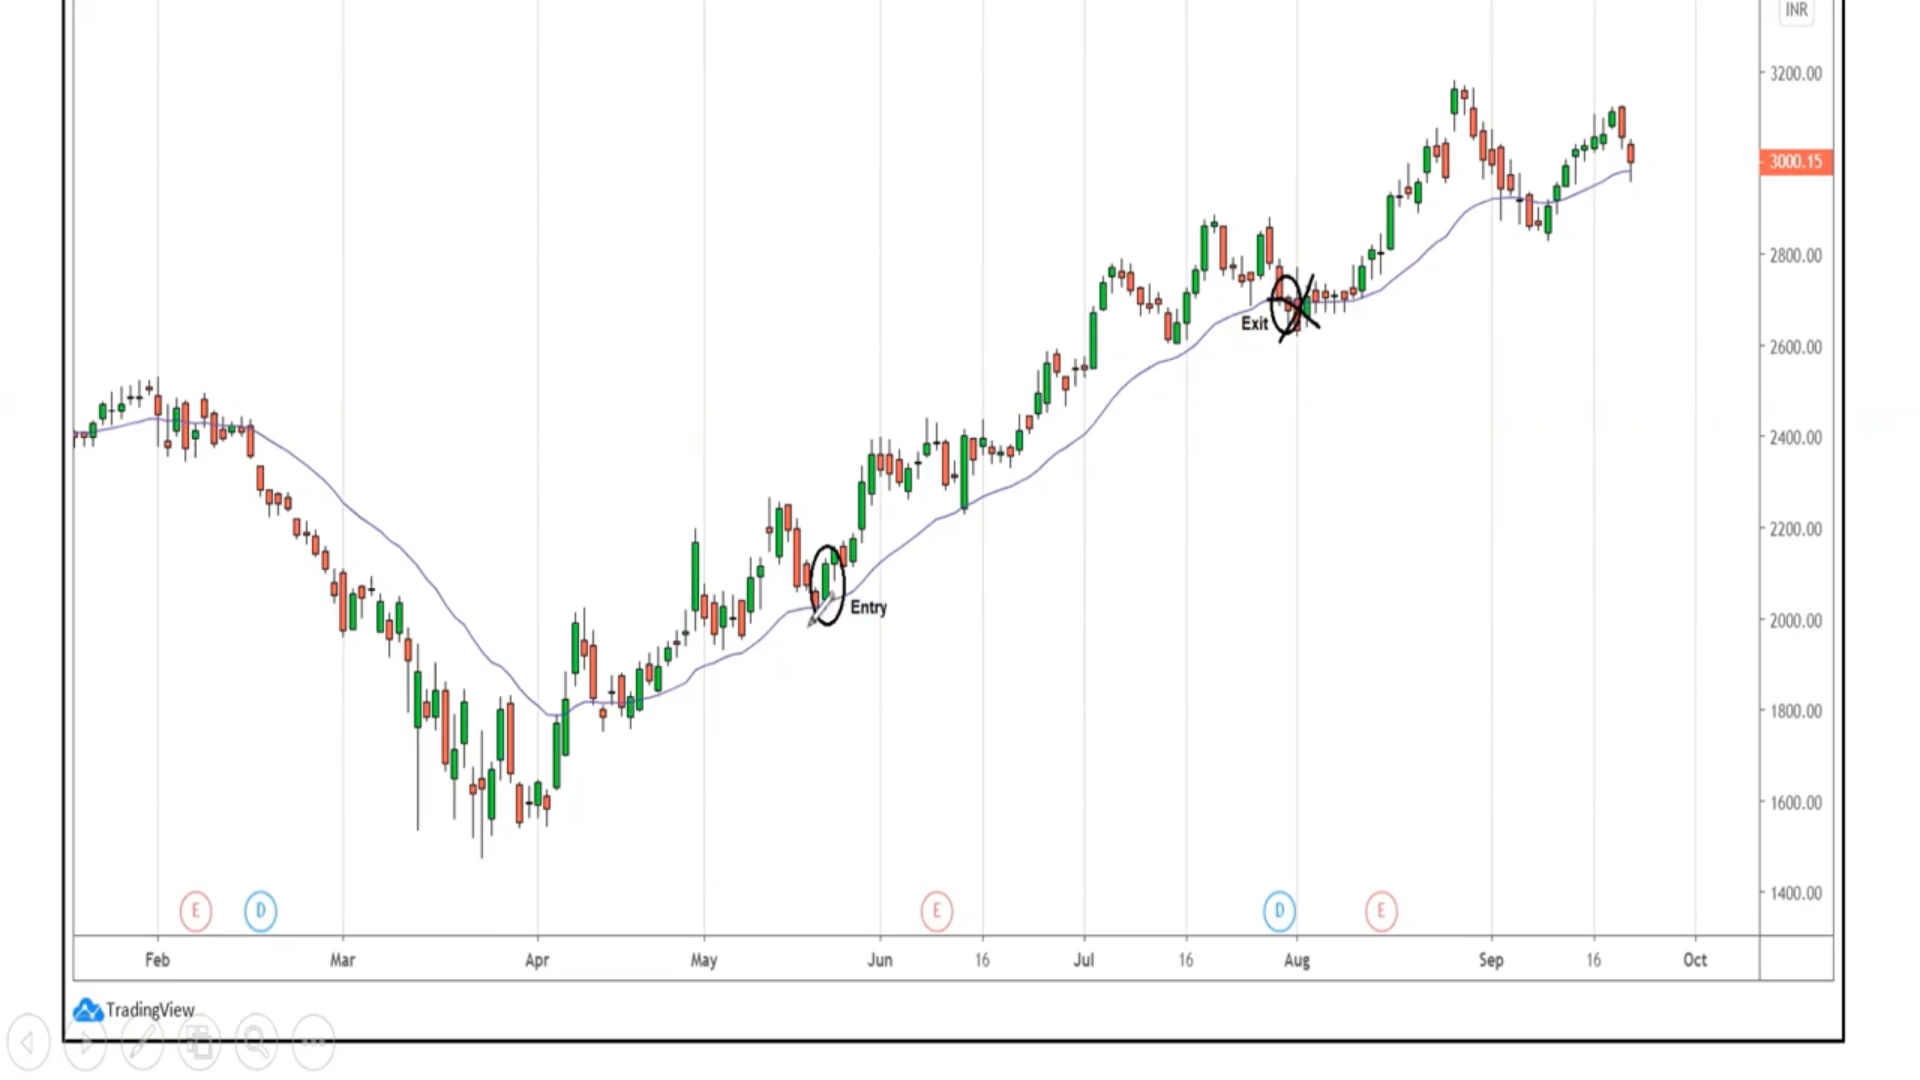 INR
3200.00
3000.15
2800.00
2600.00
2400.00
2200.00
2000.00
1800.00
1600.00
1400.00
Exit
Entry
E D E D E
Feb Mar Apr May Jun 16 Jul 16 Aug Sep 16 Oct
TradingView